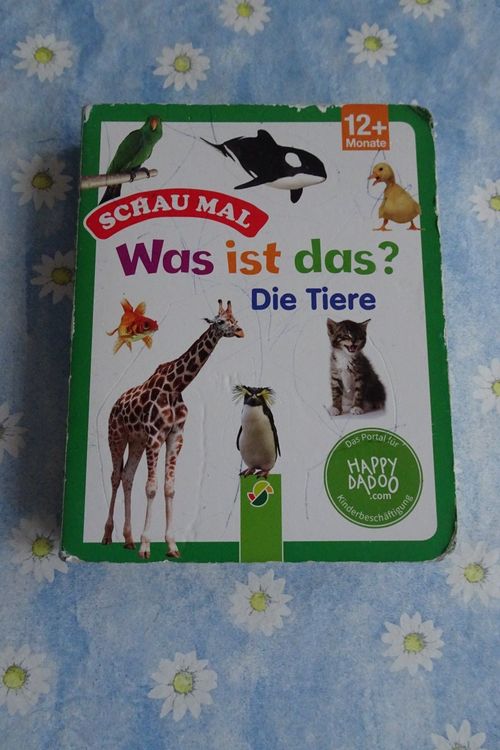 12+
Monate
SCHAU MAL
Was ist das?
Die Tiere
Das Portal für
HAPPY
DADOO
.com
Kinderbeschäftigung